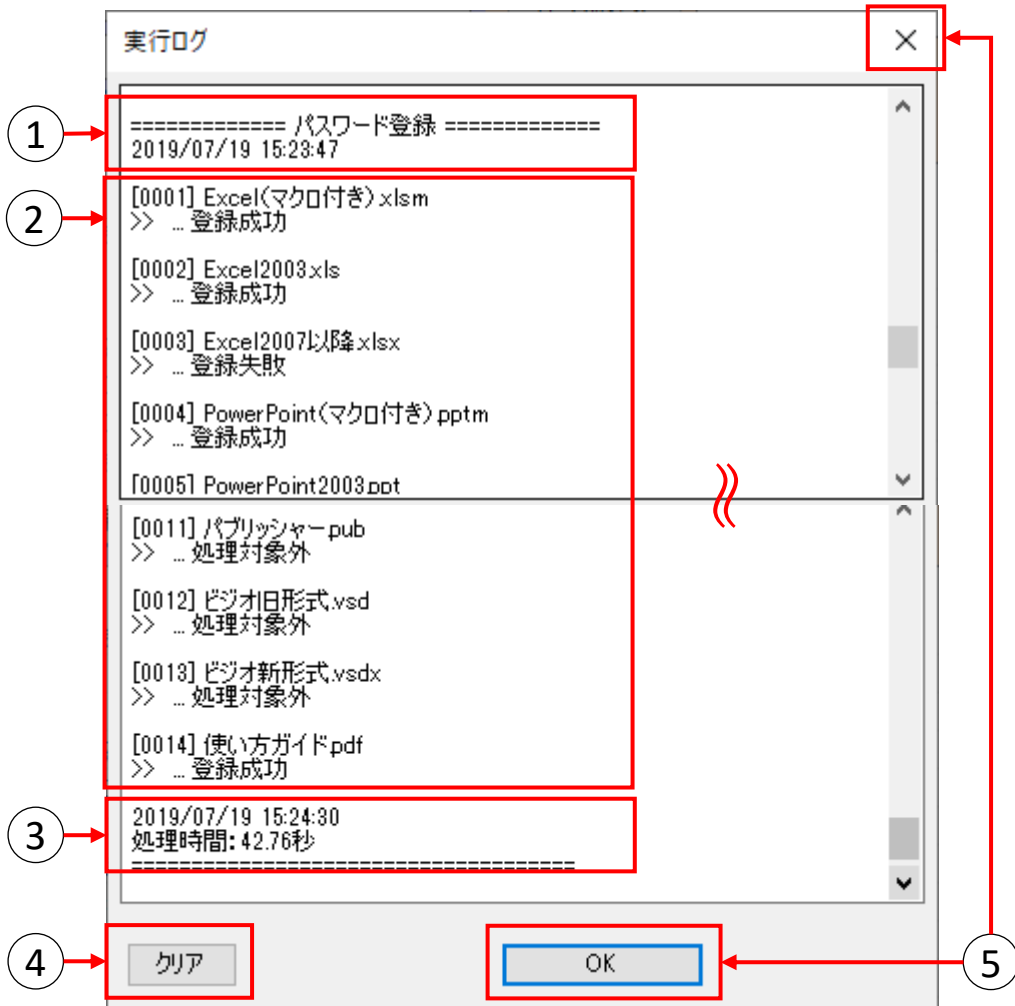 実行ログ
①
============= パスワード登録 =============
2019/07/19 15:23:47
②
[0001] Excel(マクロ付き).xlsm
>> ... 登録成功
[0002] Excel2003.xls
>> ... 登録成功
[0003] Excel2007以降.xlsx
>> ... 登録失敗
[0004] PowerPoint(マクロ付き).pptm
>> ... 登録成功
[0005] PowerPoint2003.ppt
[0011] パブリッシャー.pub
>> ... 処理対象外
[0012] ビジオ旧形式.vsd
>> ... 処理対象外
[0013] ビジオ新形式.vsdx
>> ... 処理対象外
[0014] 使い方ガイド.pdf
>> ... 登録成功
③
2019/07/19 15:24:30
処理時間: 42.76秒
=====================================
④
クリア
OK
⑤